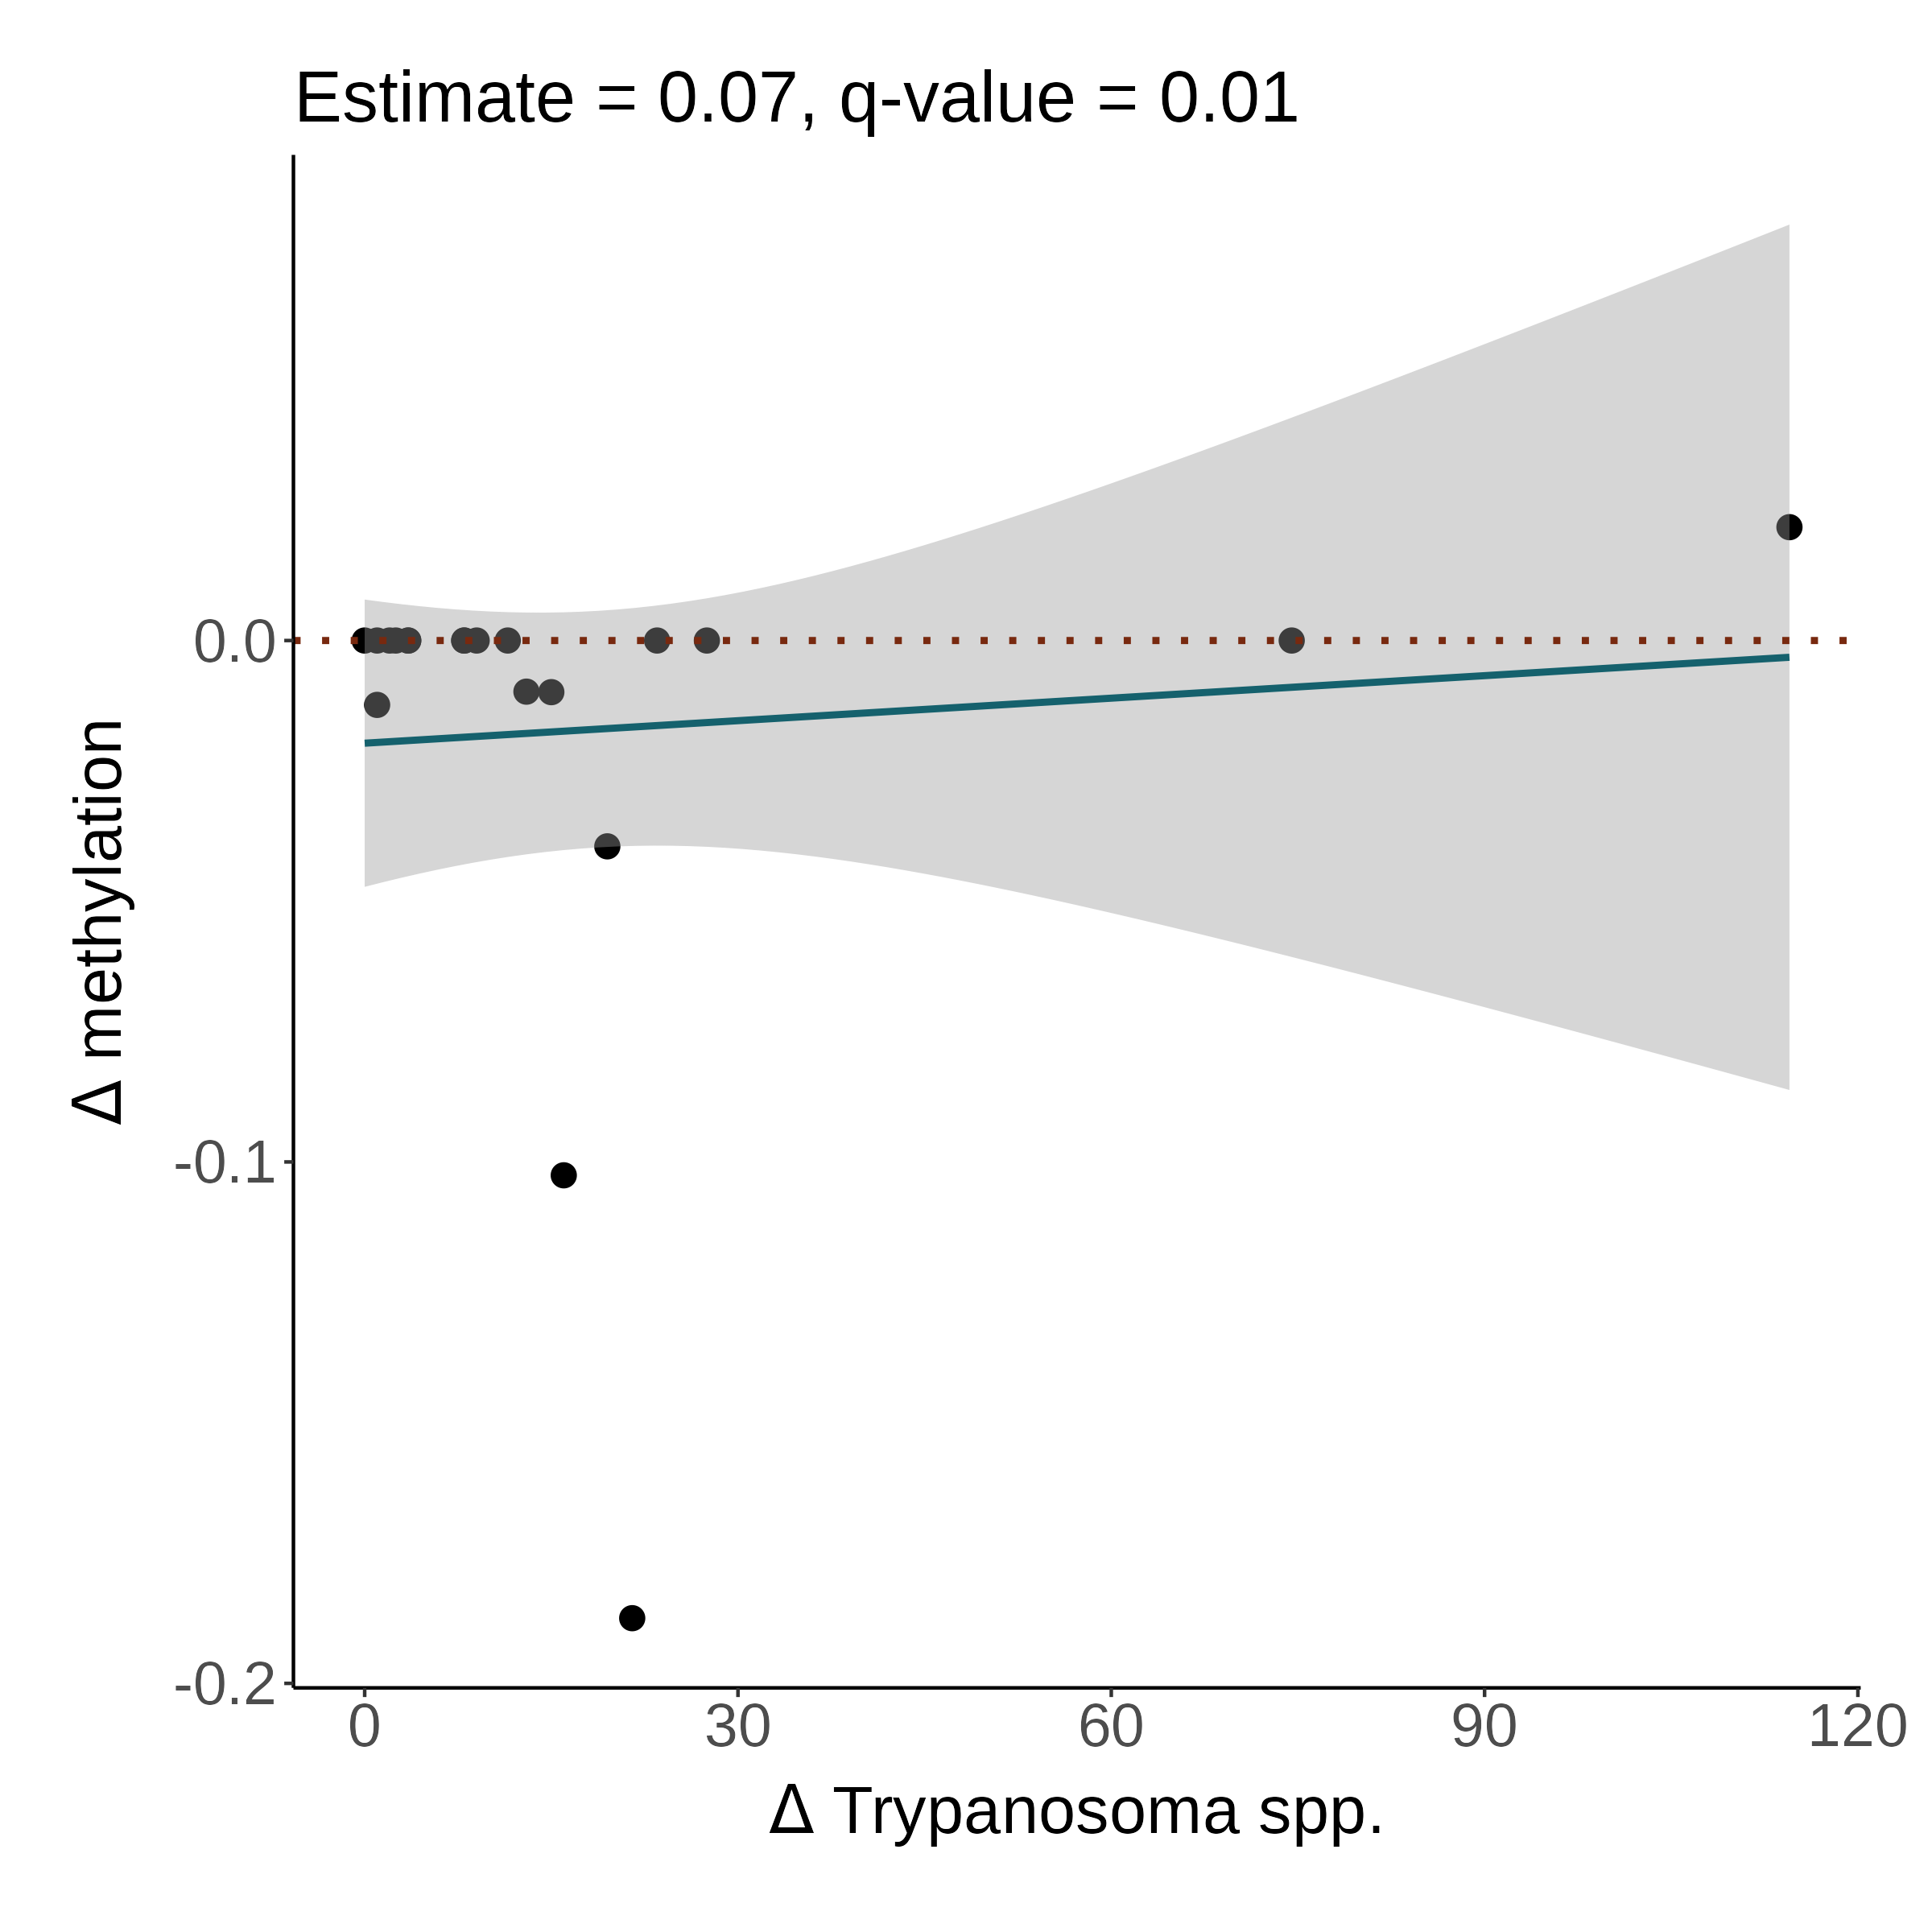 Estimate = 0.07, q-value = 0.01
Δ methylation
0.0
-0.1
-0.2
0 30 60 90 120
Δ Trypanosoma spp.